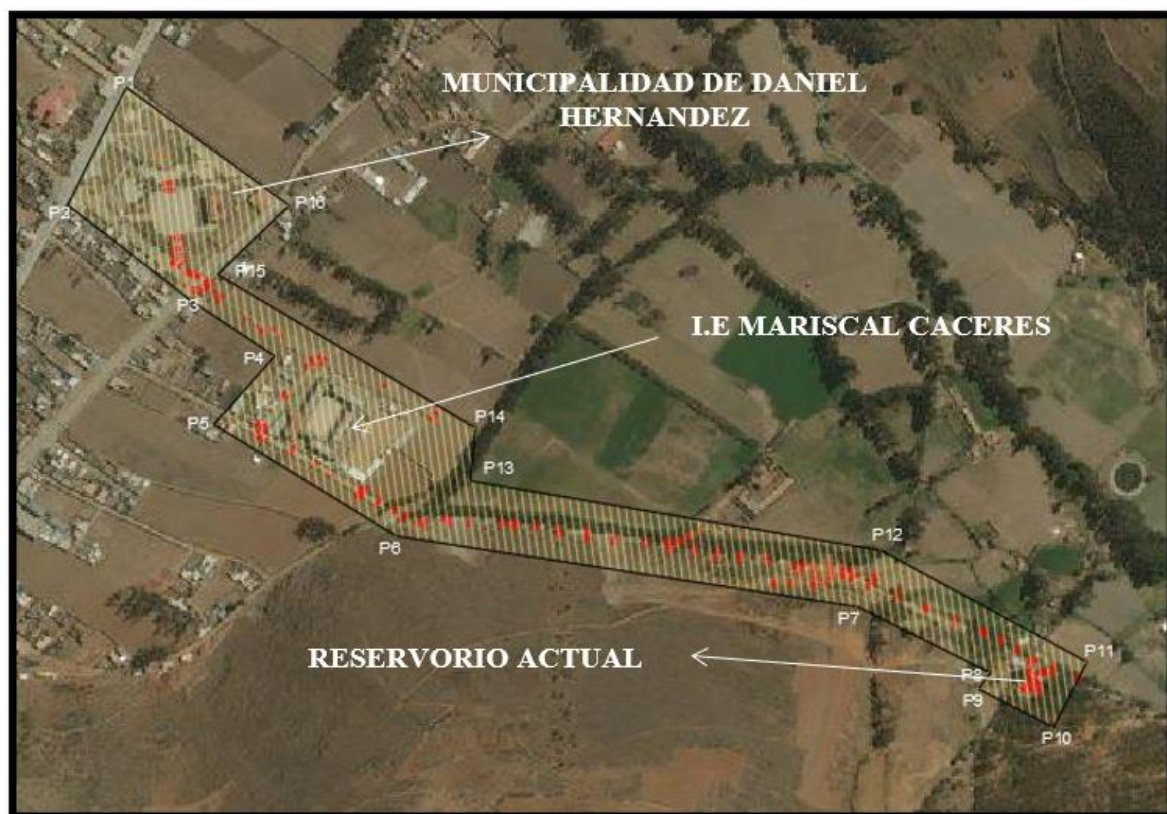 P1
MUNICIPALIDAD DE DANIEL
HERNANDEZ
P2
P16
P15
P3
I.E MARISCAL CACERES
P4
P14
P5
P13
P6
P12
P7
RESERVORIO ACTUAL
P11
P8
P9
P10